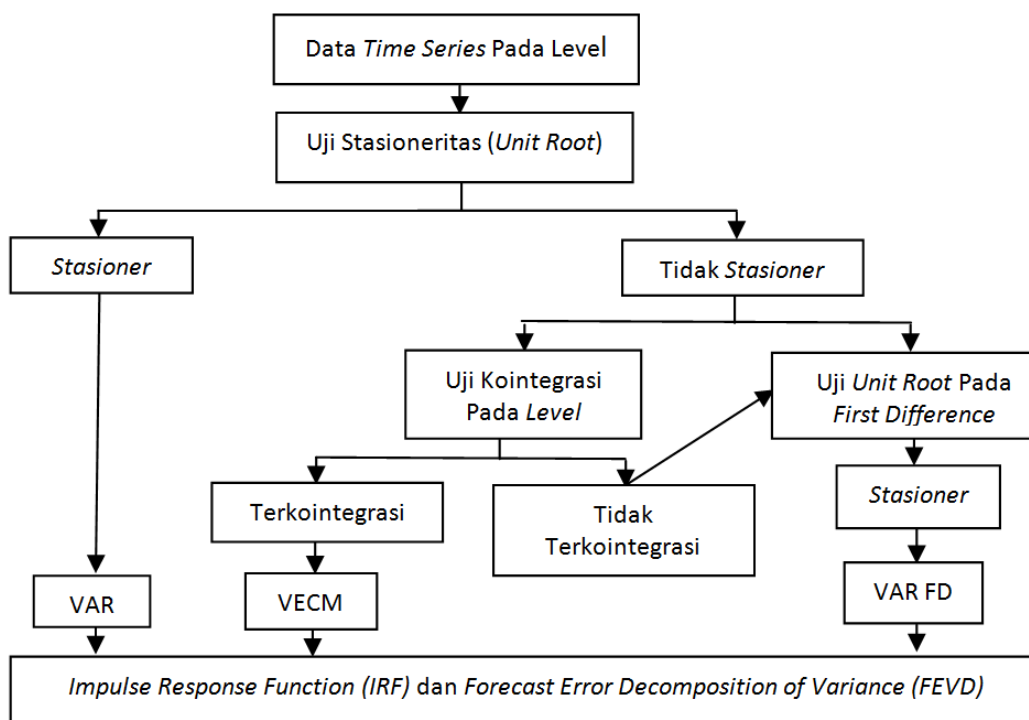 Data Time Series Pada Level
Uji Stasioneritas (Unit Root)
Stasioner
Tidak Stasioner
Uji Kointegrasi
Pada Level
Uji Unit Root Pada
First Difference
Terkointegrasi
Tidak
Terkointegrasi
Stasioner
VAR
VECM
VAR FD
Impulse Response Function (IRF) dan Forecast Error Decomposition of Variance (FEVD)